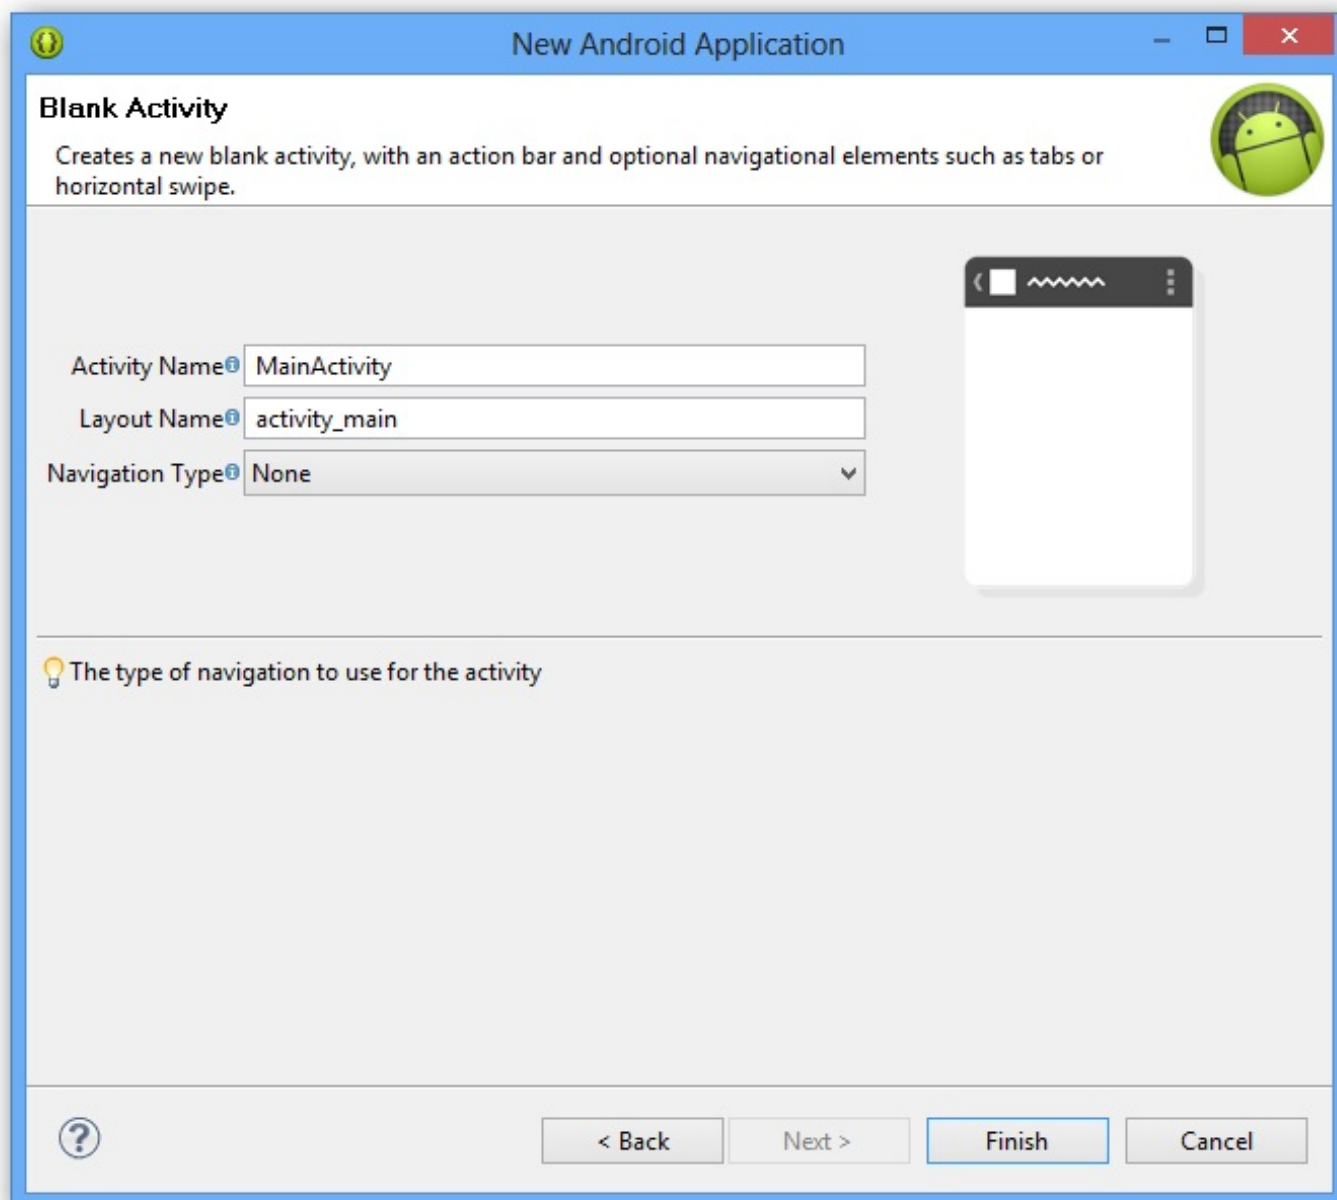 New Android Application
Blank Activity
Creates a new blank activity, with an action bar and optional navigational elements such as tabs or
horizontal swipe.
Activity Name MainActivity
Layout Name activity_main
Navigation Type None
The type of navigation to use for the activity
< Back Next > Finish Cancel